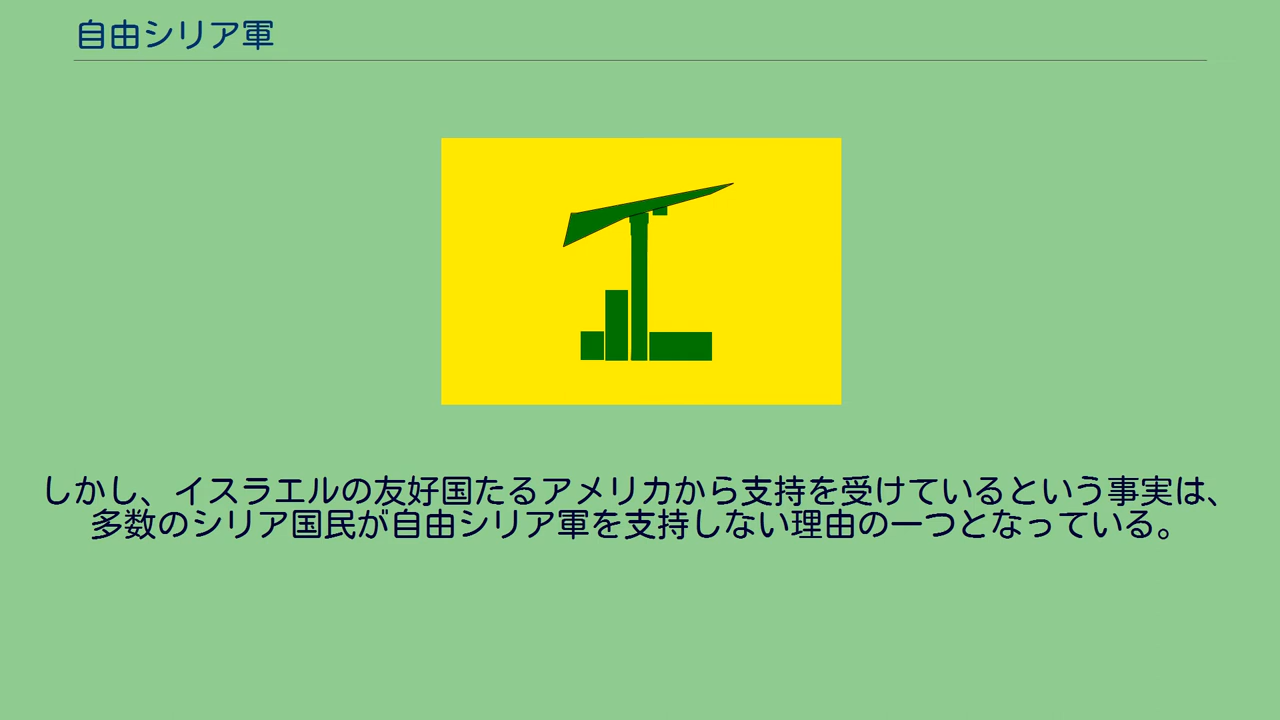 自由シリア軍
しかし、イスラエルの友好国たるアメリカから支持を受けているという事実は、
多数のシリア国民が自由シリア軍を支持しない理由の一つとなっている。